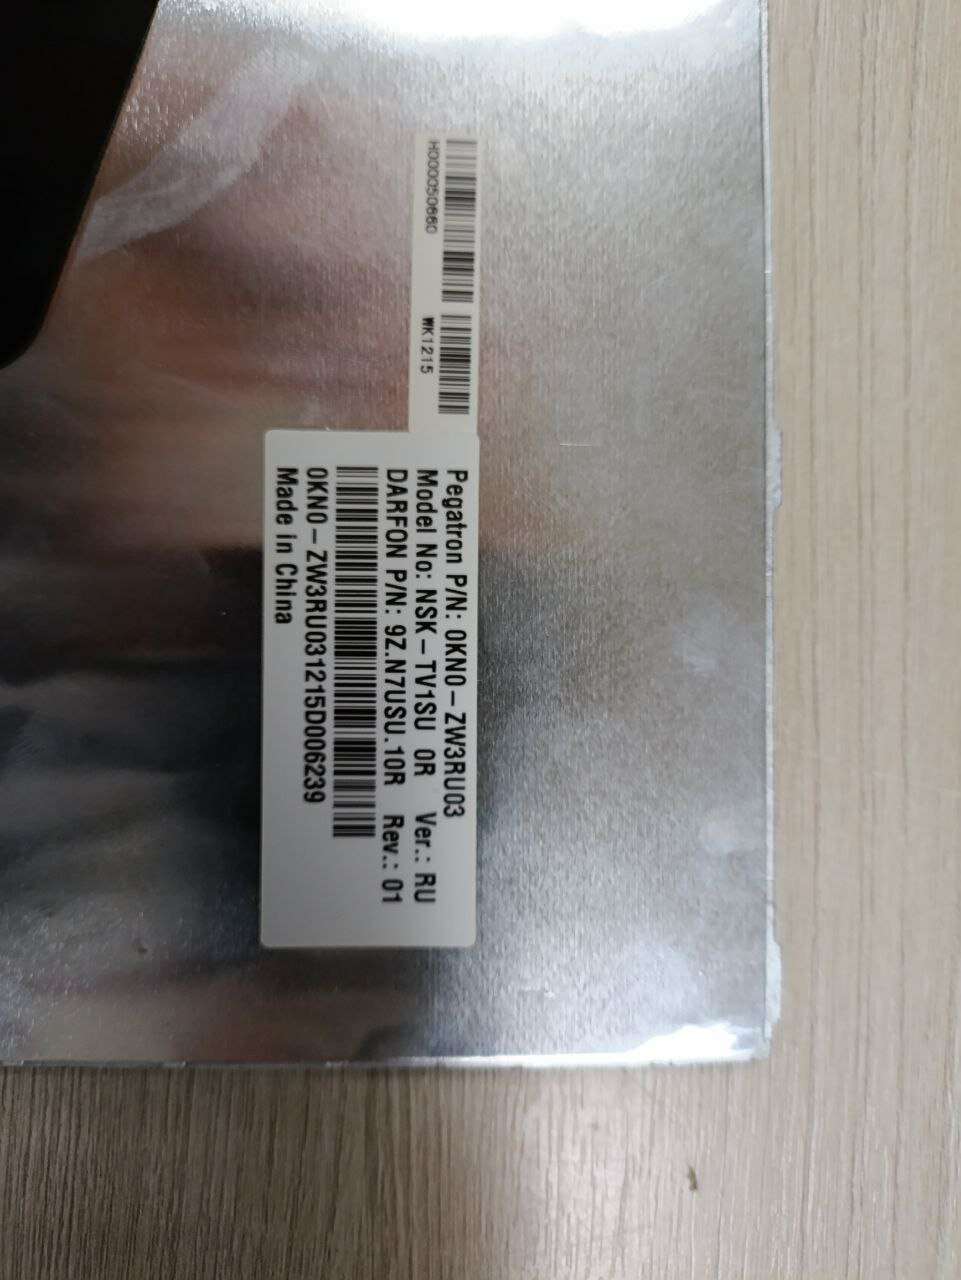 H000050660
WK1215
Pegatron P/N: 0KN0-ZW3RU03
Model No: NSK-TV1SU 0R Ver.: RU
DARFON P/N: 9Z.N7USU.10R Rev.: 01
0KN0-ZW3RU031215D006239
Made in China